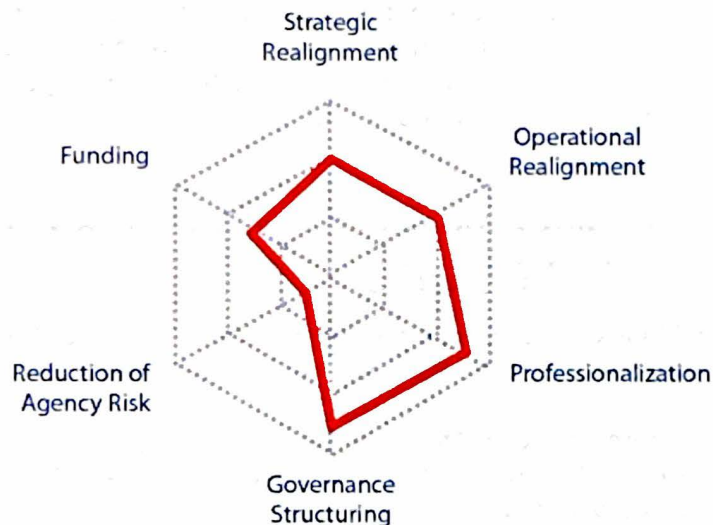 Strategic
Realignment
Operational
Realignment
Funding
Professionalization
Reduction of
Agency Risk
Governance
Structuring